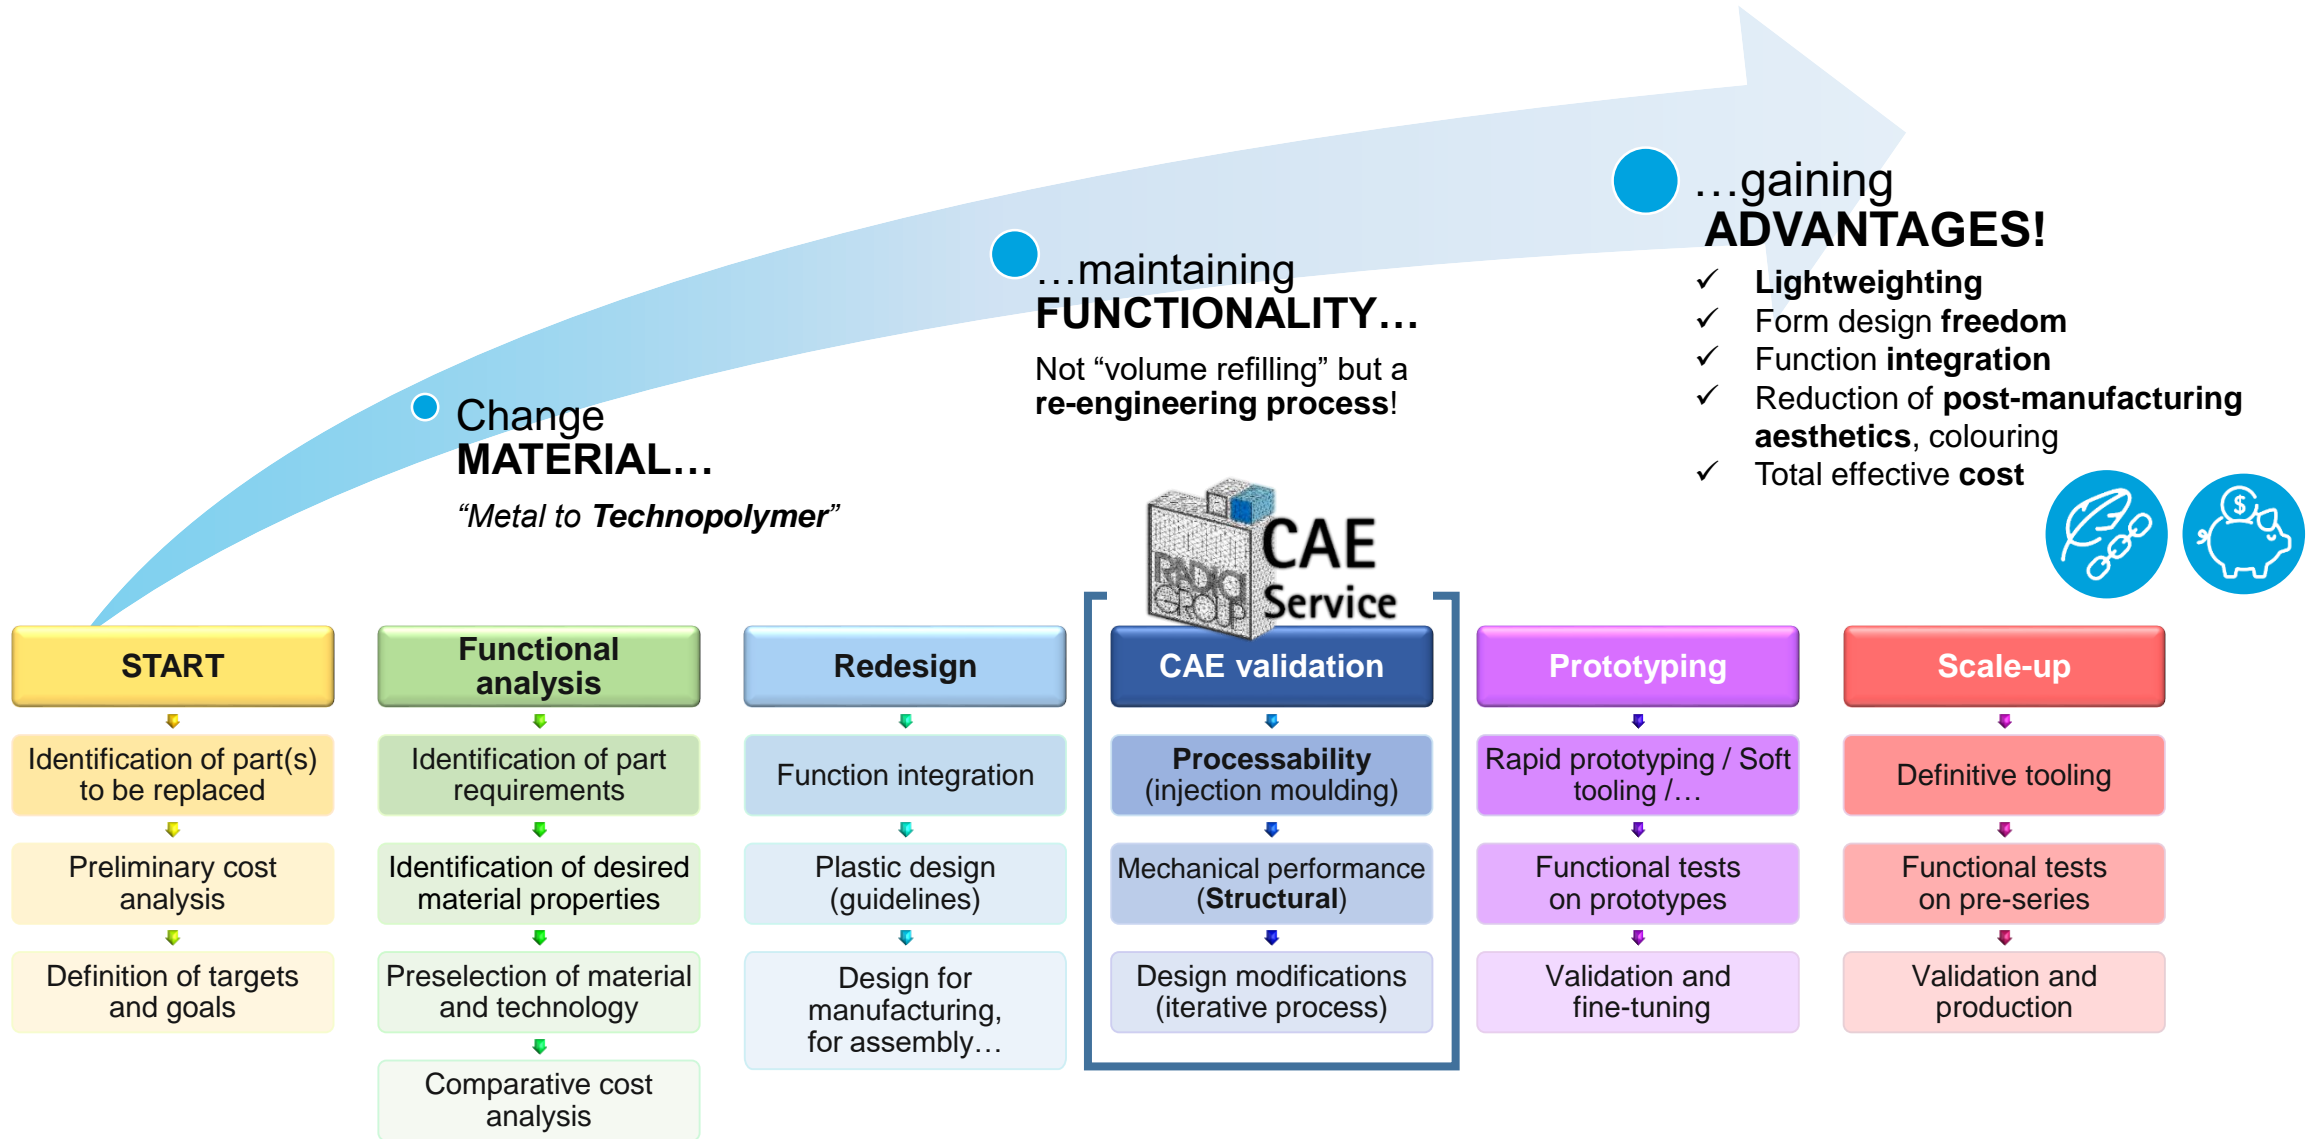 …gaining
ADVANTAGES!
✓ Lightweighting
✓ Form design freedom
✓ Function integration
✓ Reduction of post-manufacturing
aesthetics, colouring
✓ Total effective cost
$
…maintaining
FUNCTIONALITY…
Not “volume refilling” but a
re-engineering process!
Change
MATERIAL…
“Metal to Technopolymer”
RADICI
GROUP
CAE
Service
START
Identification of part(s)
to be replaced
Preliminary cost
analysis
Definition of targets
and goals
Functional
analysis
Identification of part
requirements
Identification of desired
material properties
Preselection of material
and technology
Comparative cost
analysis
Redesign
Function integration
Plastic design
(guidelines)
Design for
manufacturing,
for assembly…
CAE validation
Processability
(injection moulding)
Mechanical performance
(Structural)
Design modifications
(iterative process)
Prototyping
Rapid prototyping / Soft
tooling /…
Functional tests
on prototypes
Validation and
fine-tuning
Scale-up
Definitive tooling
Functional tests
on pre-series
Validation and
production